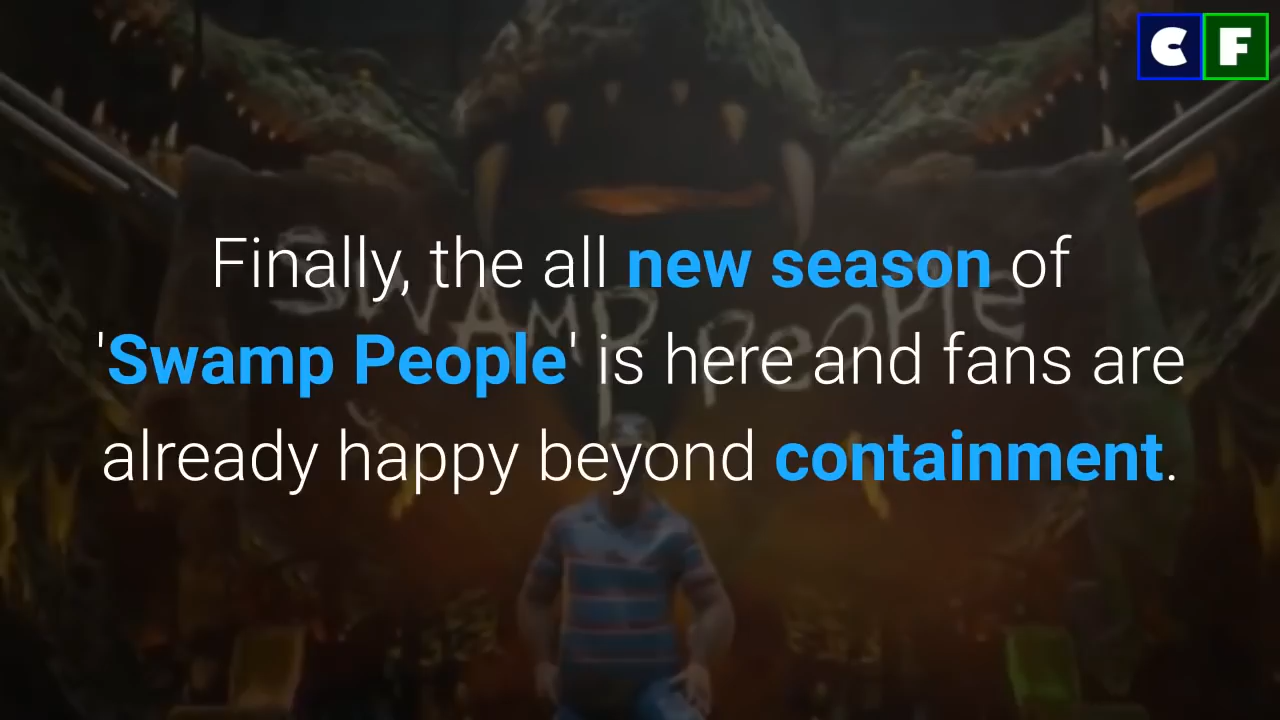 C F
Finally, the all new season of
'Swamp People' is here and fans are
already happy beyond containment.
SWAMP PeoPle